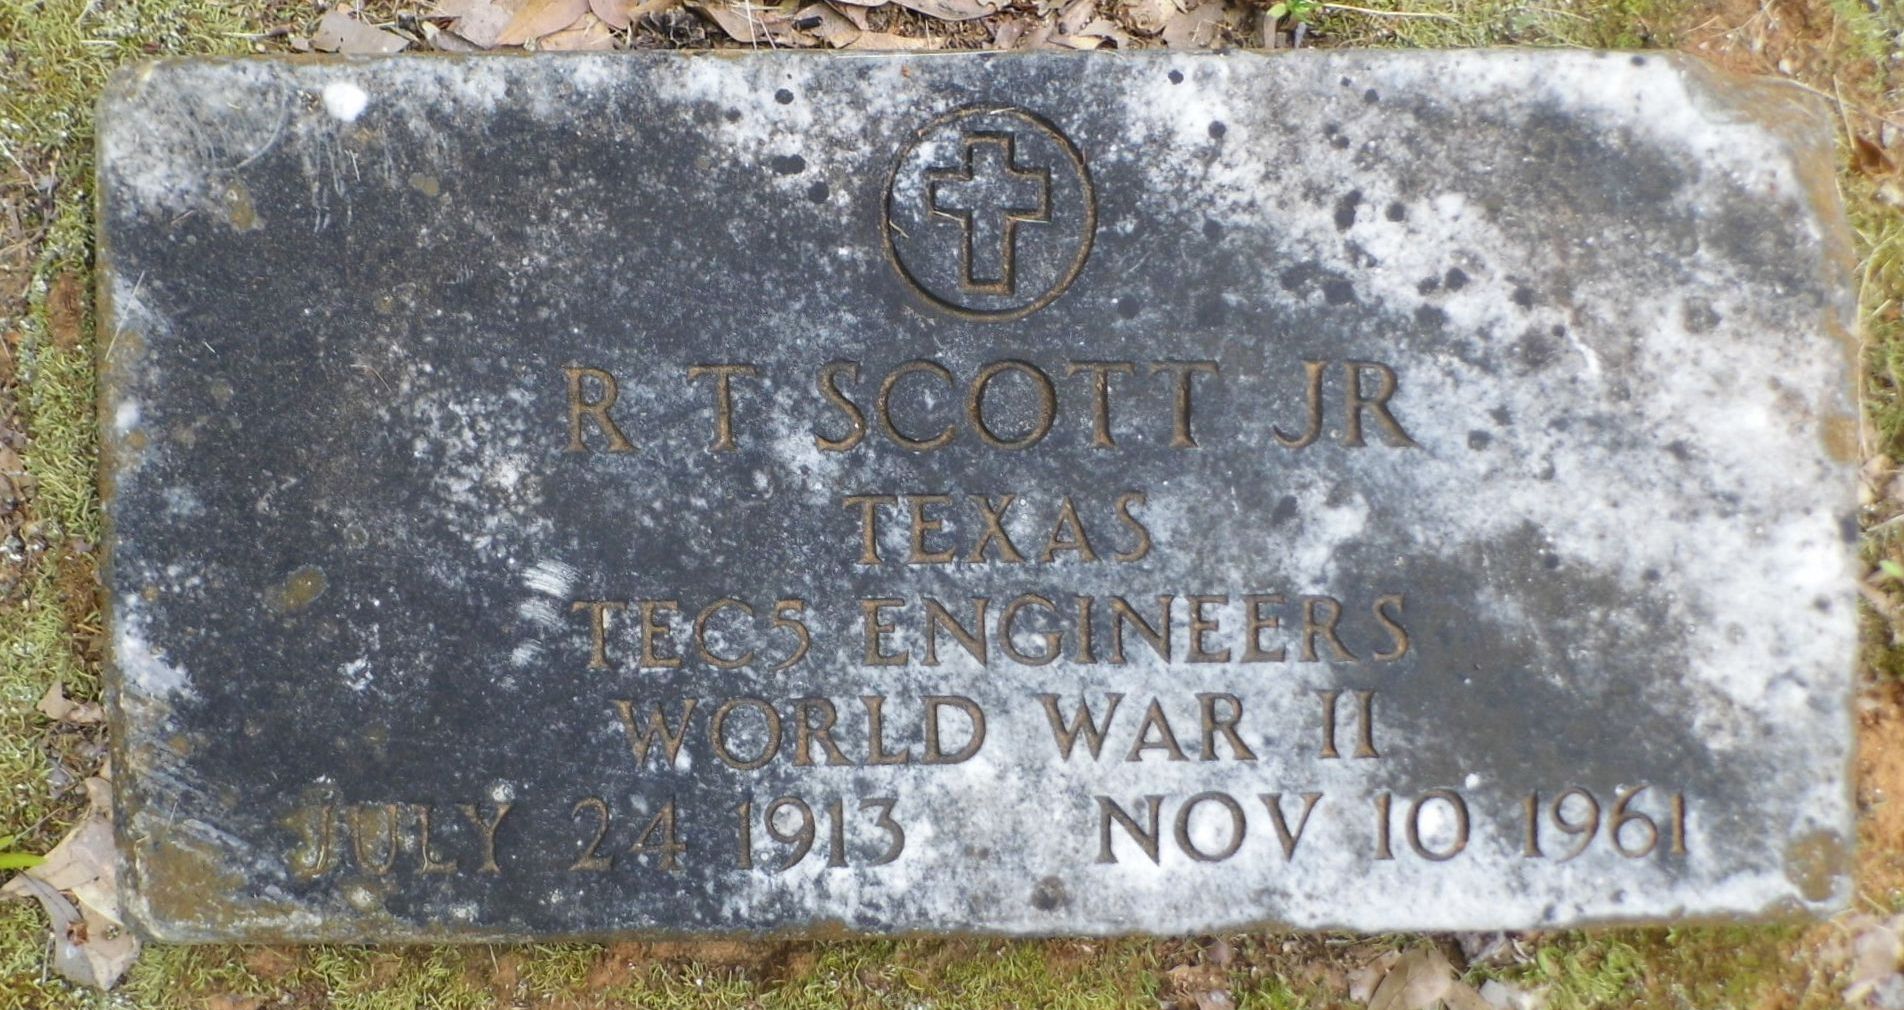 R T SCOTT JR
TEXAS
TEC5 ENGINEERS
WORLD WAR II
JULY 24 1913 NOV 10 1961